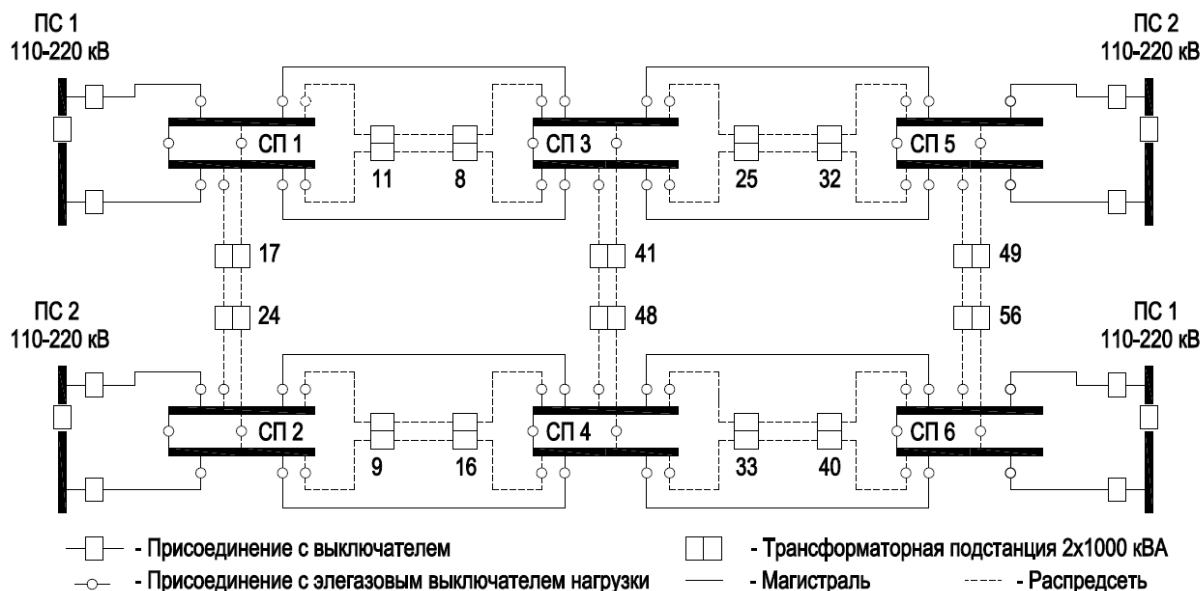 ПС 1
110-220 кВ
ПС 2
110-220 кВ
СП 1
СП 3
СП 5
11
8
25
32
17
41
49
ПС 2
110-220 кВ
24
48
56
ПС 1
110-220 кВ
СП 2
СП 4
СП 6
9
16
33
40
- Присоединение с выключателем
- Трансформаторная подстанция 2х1000 кВА
- Присоединение с элегазовым выключателем нагрузки
- Магистраль
- Распредсеть